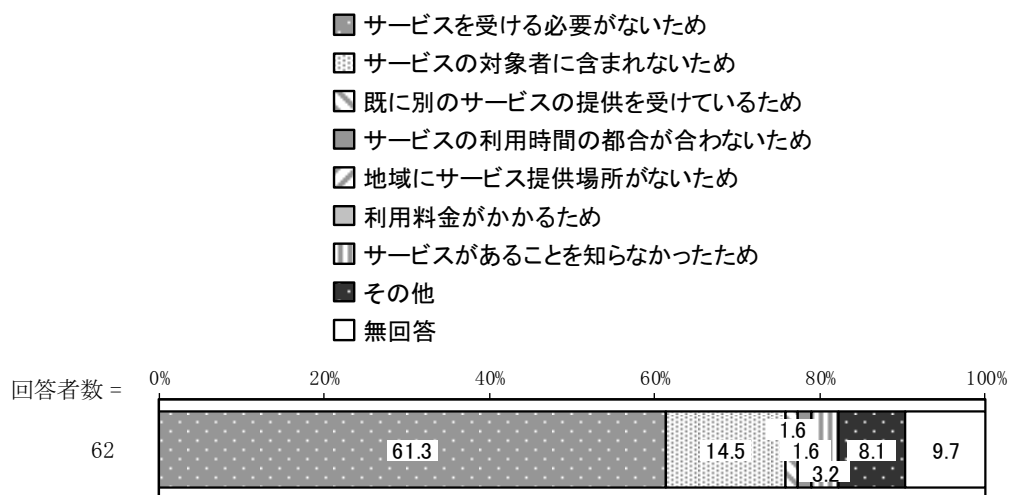 サービスを受ける必要がないため
サービスの対象者に含まれないため
既に別のサービスの提供を受けているため
サービスの利用時間の都合が合わないため
地域にサービス提供場所がないため
利用料金がかかるため
サービスがあることを知らなかったため
その他
無回答
回答者数 =
0% 20% 40% 60% 80% 100%
62 61.3 14.5 1.6 1.6 3.2 8.1 9.7